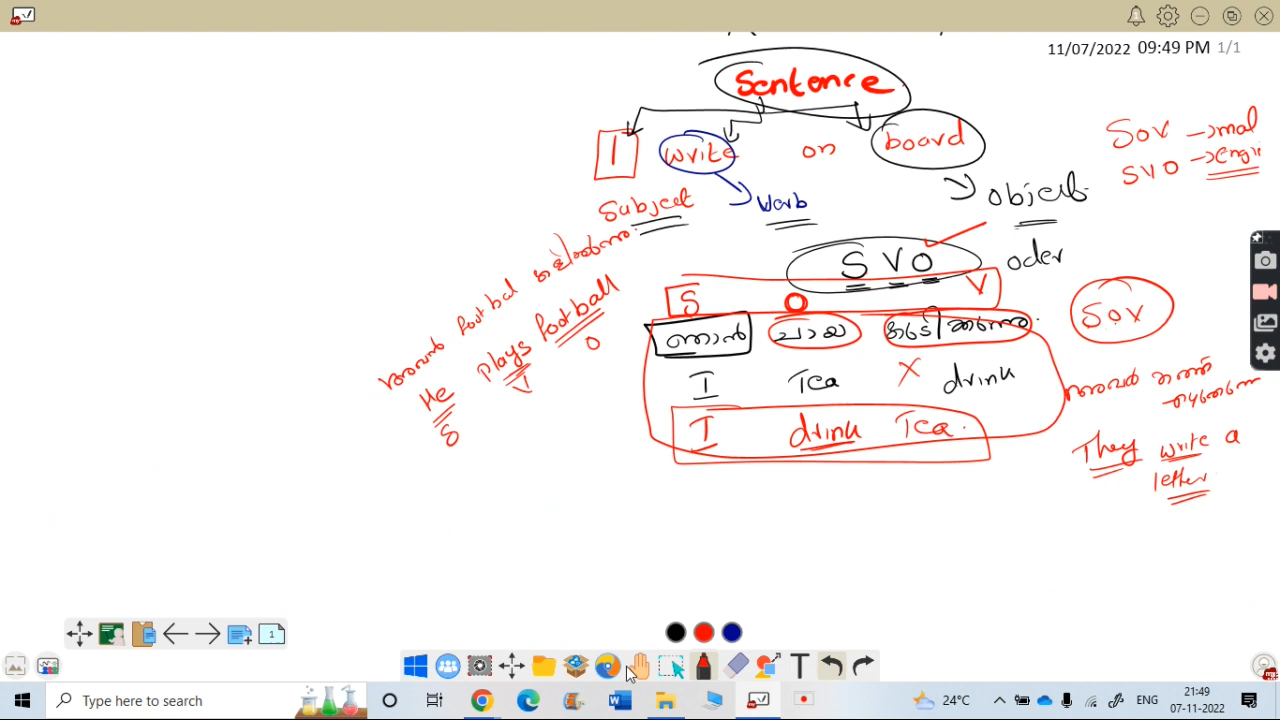 11/07/2022 09:49 PM 1/1
Sentence
I write on board
Subject
Verb
Object
SOV → mal
SVO → engli
SVO oder
S O V
ഞാൻ ചായ
SOV
I Tea X drink
I drink Tea.
He plays football
S V O
They write a
letter
Type here to search
24°C
ENG
21:49
07-11-2022